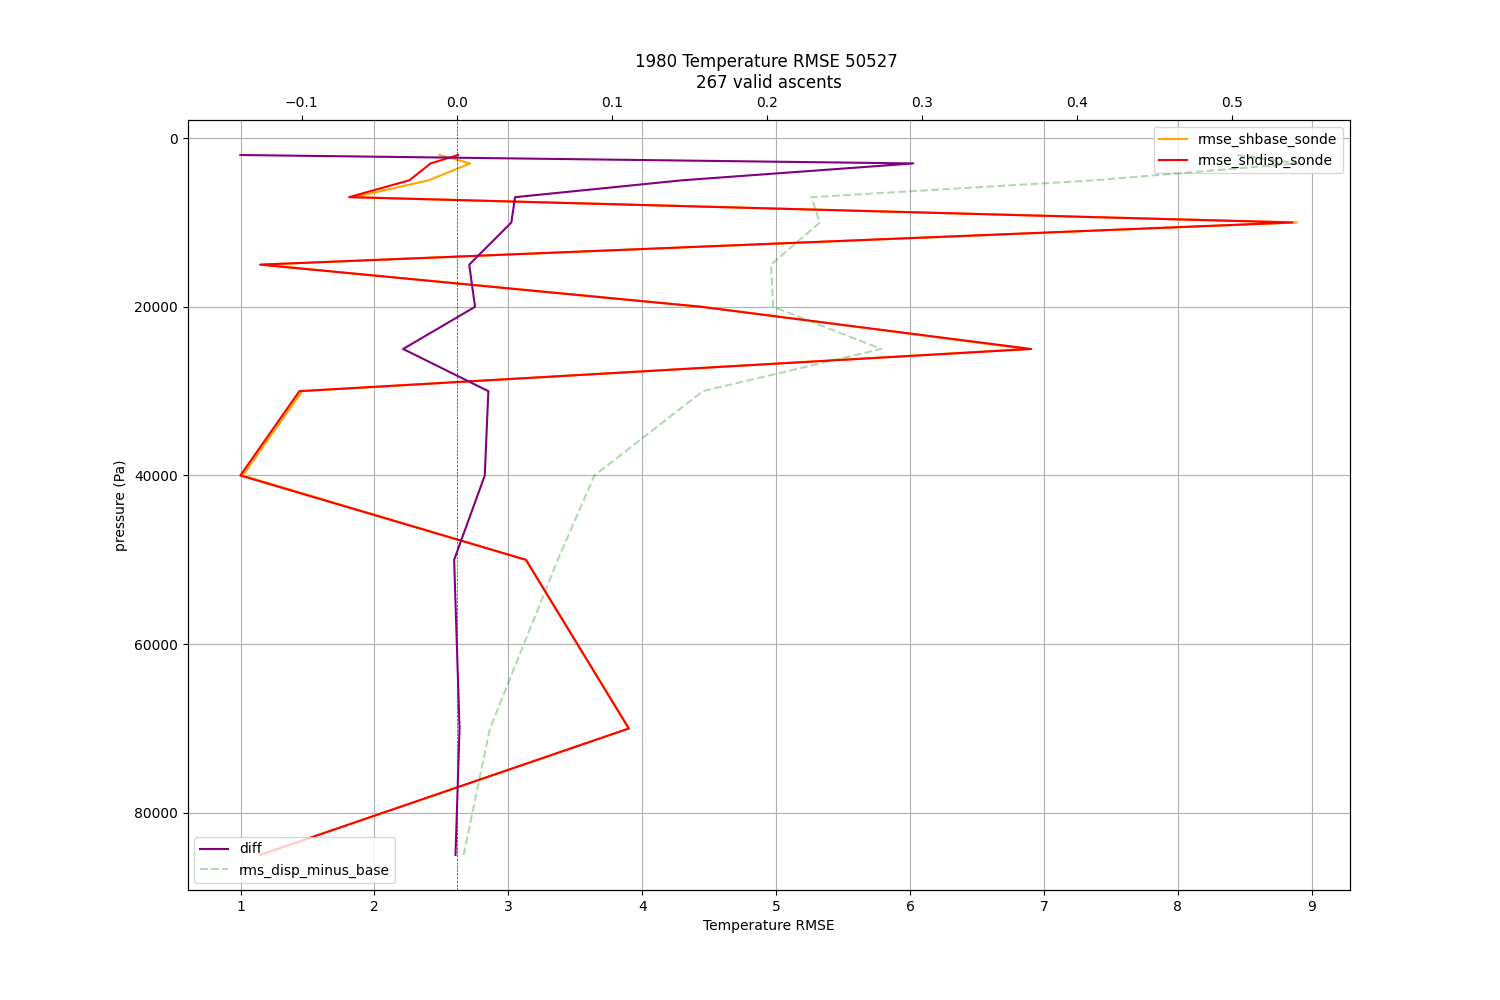 1980 Temperature RMSE 50527
267 valid ascents
−0.1 0.0 0.1 0.2 0.3 0.4 0.5
rmse_shbase_sonde
rmse_shdisp_sonde
0
20000
40000
60000
80000
pressure (Pa)
diff
rms_disp_minus_base
1 2 3 4 5 6 7 8 9
Temperature RMSE